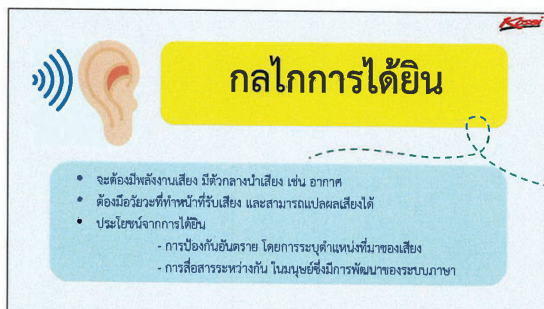 Kossi
กลไกการได้ยิน
• จะต้องมีพลังงานเสียง มีตัวกลางนำเสียง เช่น อากาศ
• ต้องมีอวัยวะที่ทำหน้าที่รับเสียง และสามารถแปลผลเสียงได้
• ประโยชน์จากการได้ยิน
- การป้องกันอันตราย โดยการระบุตำแหน่งที่มาของเสียง
- การสื่อสารระหว่างกัน ในมนุษย์ซึ่งมีการพัฒนาของระบบภาษา